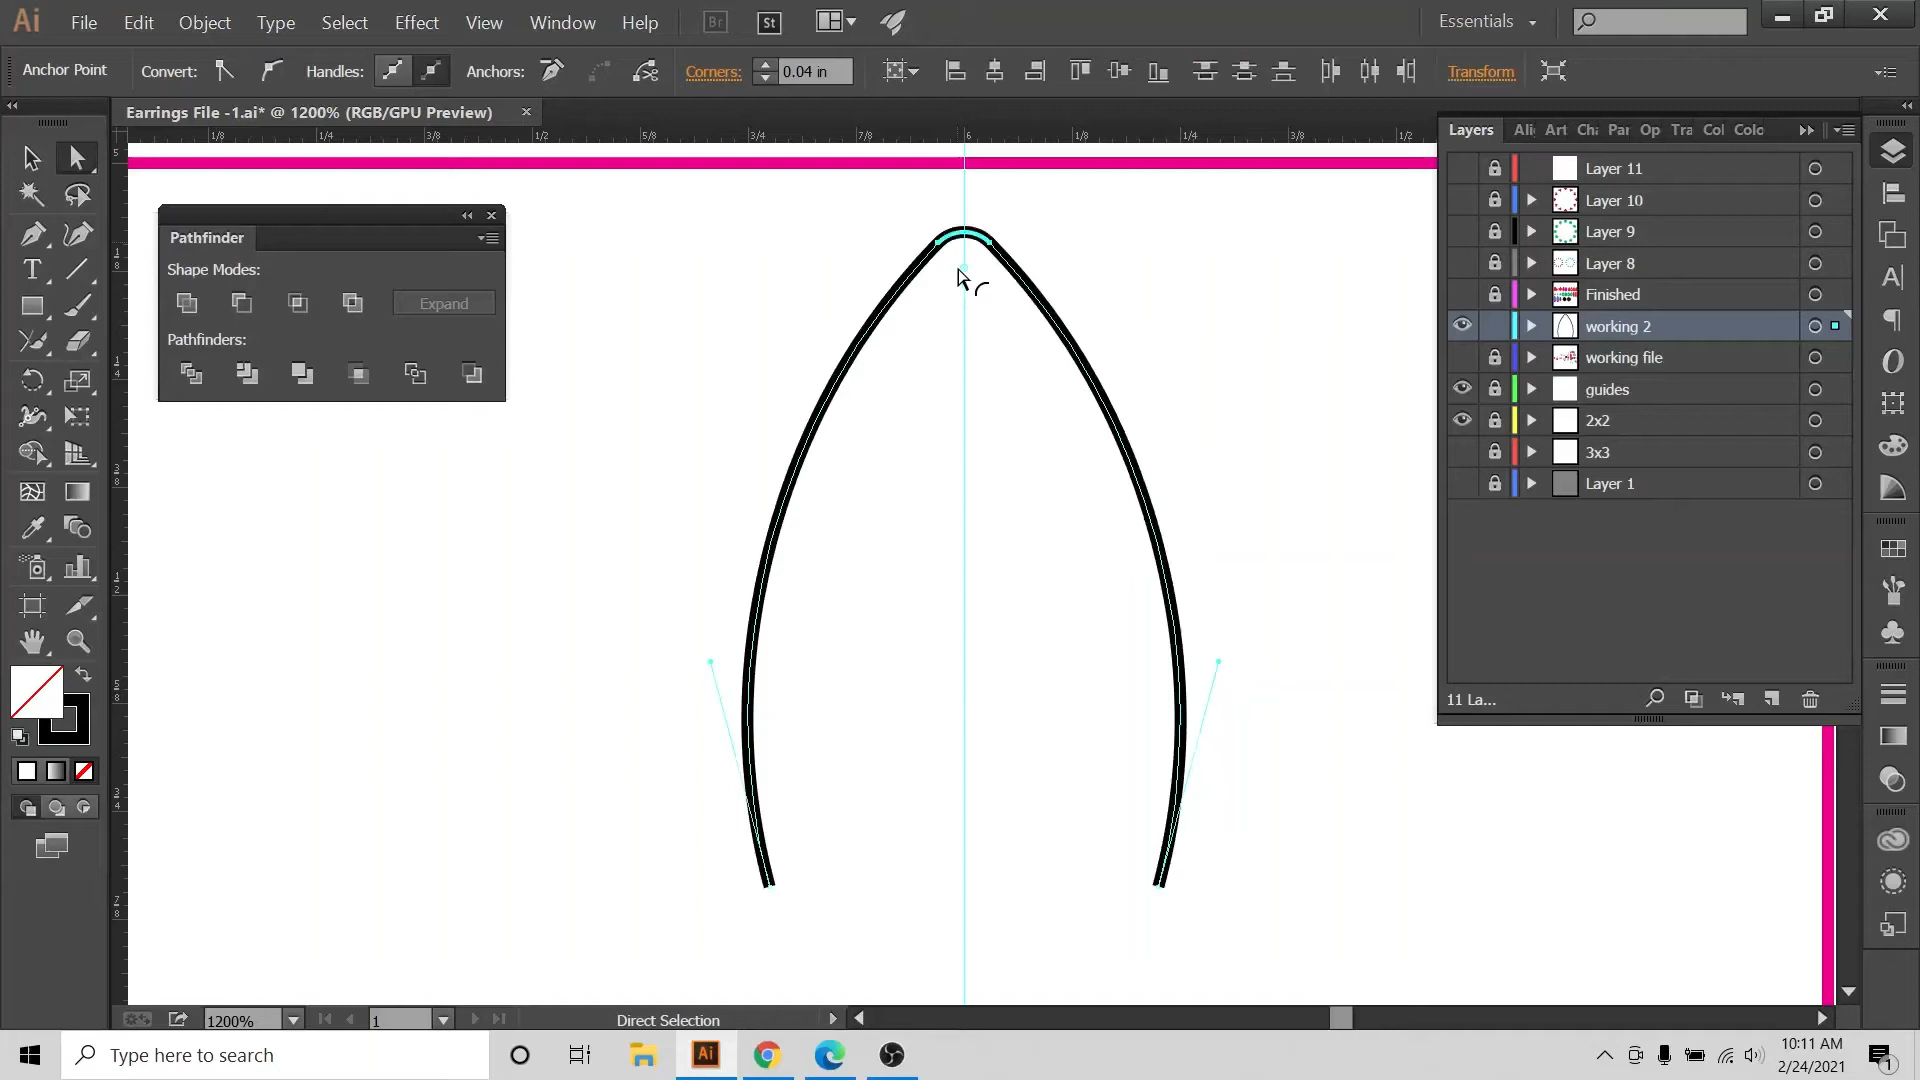 Ai File Edit Object Type Select Effect View Window Help Br St Essentials
Anchor Point Convert: Handles: Anchors: Corners: 0.04 in Transform
Earrings File -1.ai* @ 1200% (RGB/GPU Preview)
1/8 1/4 3/8 1/2 5/8 3/4 7/8 6 1/8 1/4 3/8 1/2
Layers Ali Art Cha Par Op Tra Col Colo
Layer 11
Layer 10
Layer 9
Layer 8
Finished
working 2
working file
guides
2x2
3x3
Layer 1
11 La...
Pathfinder
Shape Modes:
Expand
Pathfinders:
1200% 1 Direct Selection
Type here to search
Ai
10:11 AM
2/24/2021
1